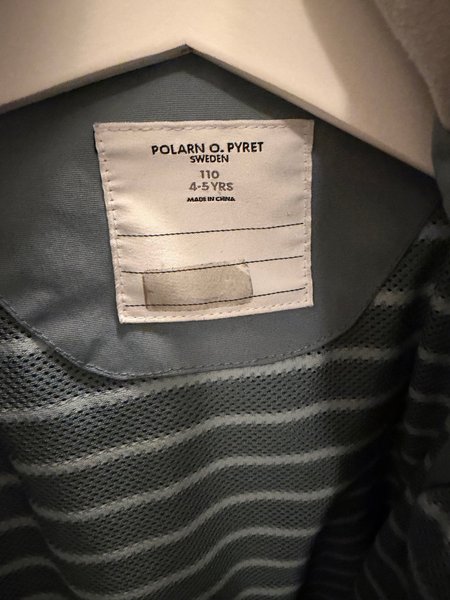 POLARN O. PYRET
SWEDEN
110
4-5 YRS
MADE IN CHINA